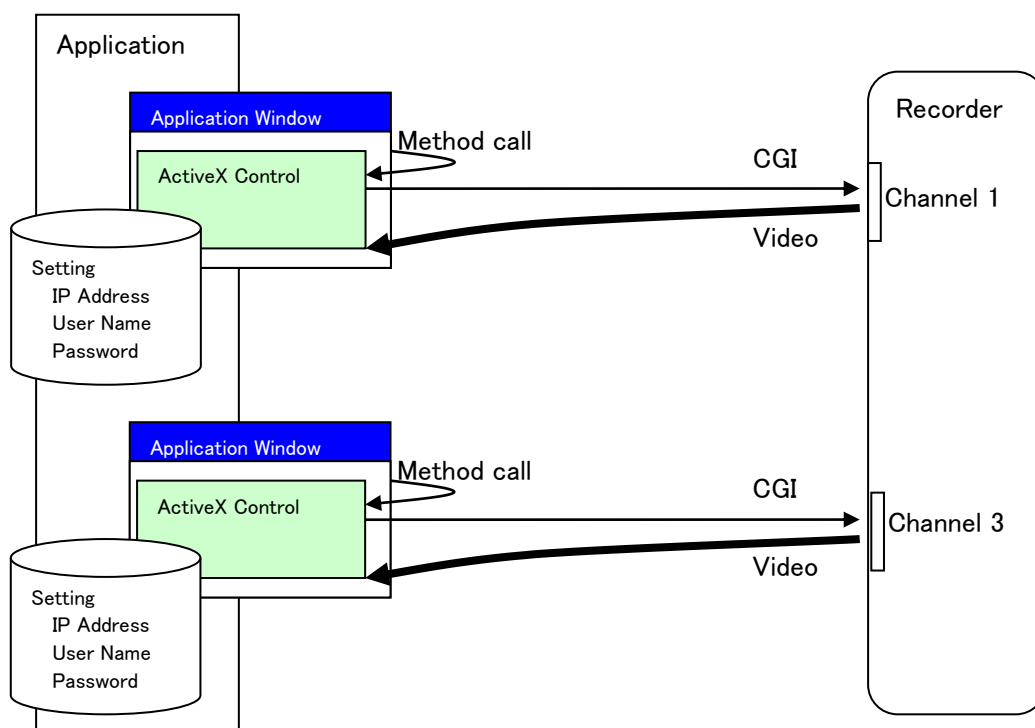 Application
Recorder
Application Window
Method call
ActiveX Control
CGI
Channel 1
Video
Setting
IP Address
User Name
Password
Application Window
Method call
ActiveX Control
CGI
Channel 3
Video
Setting
IP Address
User Name
Password